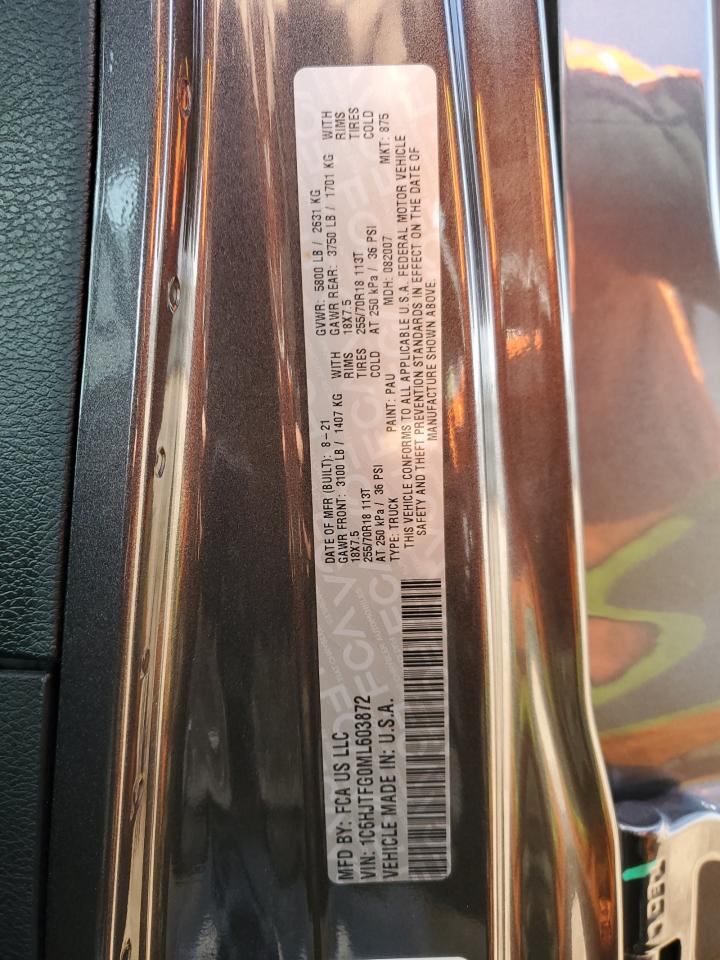 MFD BY: FCA US LLC
VIN: 1C6HJTFG0ML603872
VEHICLE MADE IN: U.S.A.
DATE OF MFR (BUILT): 8-21
GAWR FRONT: 3100 LB / 1407 KG WITH
18X7.5 RIMS
255/70R18 113T TIRES
AT 250 kPa / 36 PSI COLD
GVWR: 5800 LB / 2631 KG
GAWR REAR: 3750 LB / 1701 KG WITH
18X7.5 RIMS
255/70R18 113T TIRES
AT 250 kPa / 36 PSI COLD
TYPE: TRUCK PAINT: PAU MDH: 082007 MKT: 875
THIS VEHICLE CONFORMS TO ALL APPLICABLE U.S.A. FEDERAL MOTOR VEHICLE
SAFETY AND THEFT PREVENTION STANDARDS IN EFFECT ON THE DATE OF
MANUFACTURE SHOWN ABOVE.